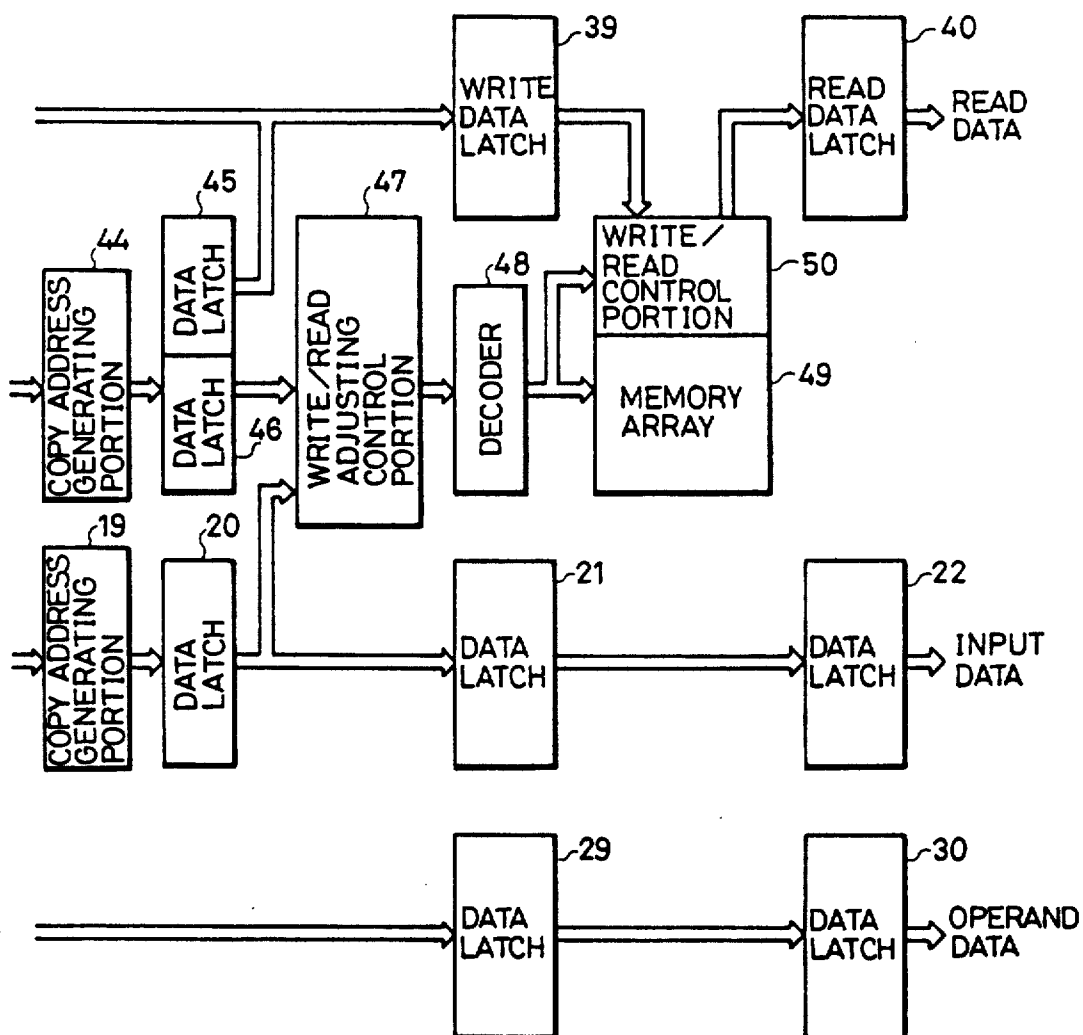 39
WRITE
DATA
LATCH
40
READ
DATA
LATCH
READ
DATA
44
COPY ADDRESS
GENERATING
PORTION
45
DATA LATCH
DATA LATCH
46
47
WRITE/READ
ADJUSTING
CONTROL
PORTION
48
DECODER
WRITE/
READ
CONTROL
PORTION
50
MEMORY
ARRAY
49
19
COPY ADDRESS
GENERATING
PORTION
20
DATA
LATCH
21
DATA
LATCH
22
DATA
LATCH
INPUT
DATA
29
DATA
LATCH
30
DATA
LATCH
OPERAND
DATA